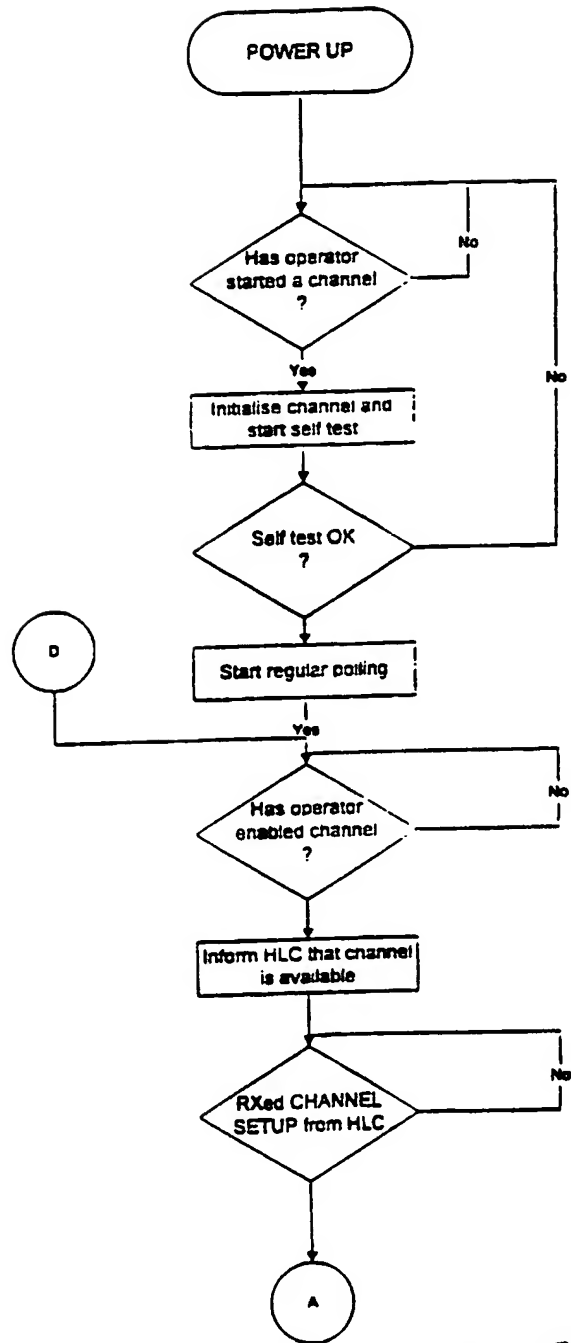 POWER UP
No
Has operator
started a channel
?
Yes
No
Initialise channel and
start self test
Self test OK
?
D
Start regular polling
Yes
No
Has operator
enabled channel
?
Inform HLC that channel
is available
No
RXed CHANNEL
SETUP from HLC
A